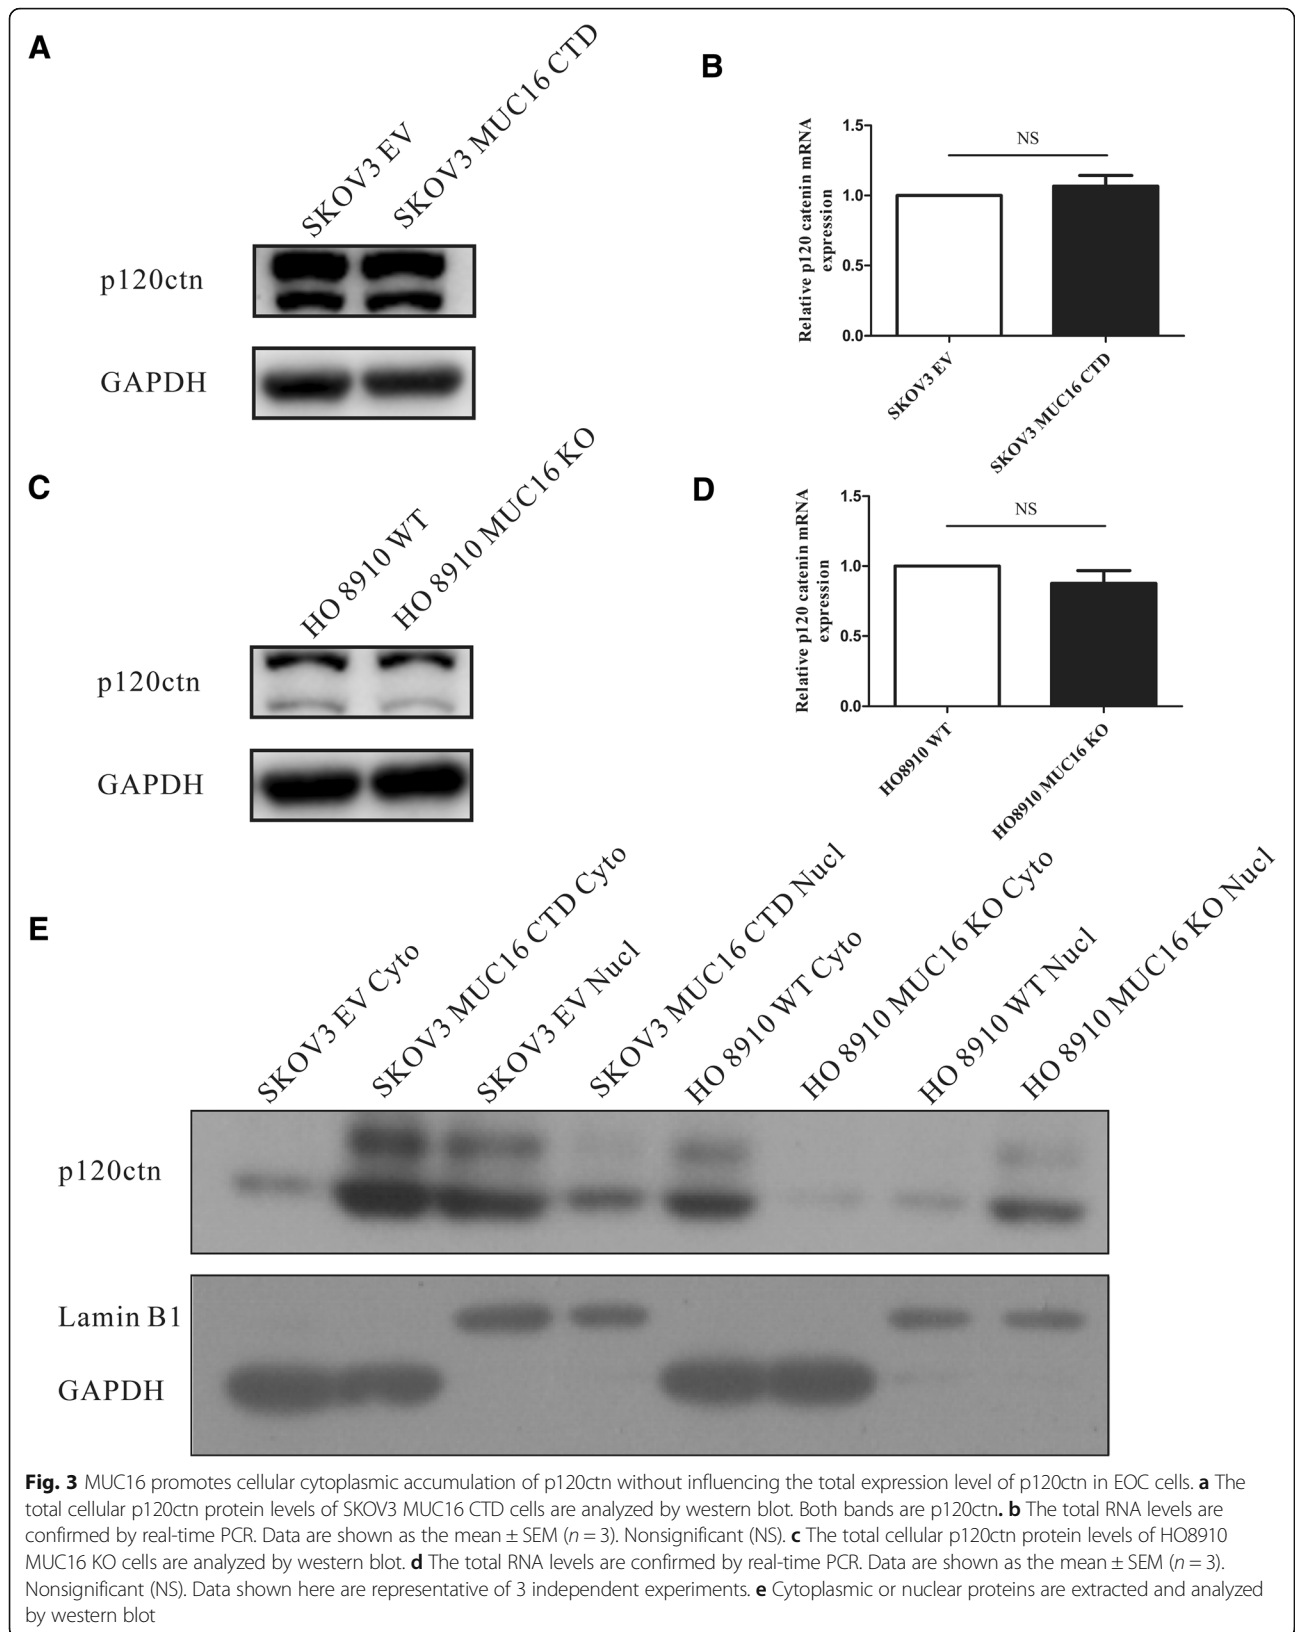 A
SKOV3 EV
SKOV3 MUC16 CTD
p120ctn
GAPDH
B
Relative p120 catenin mRNA
expression
1.5
1.0
0.5
0.0
NS
SKOV3 EV
SKOV3 MUC16 CTD
C
HO 8910 WT
HO 8910 MUC16 KO
p120ctn
GAPDH
D
Relative p120 catenin mRNA
expression
1.5
1.0
0.5
0.0
NS
HO8910 WT
HO8910 MUC16 KO
E
SKOV3 EV Cyto
SKOV3 MUC16 CTD Cyto
SKOV3 EV Nucl
SKOV3 MUC16 CTD Nucl
HO 8910 WT Cyto
HO 8910 MUC16 KO Cyto
HO 8910 WT Nucl
HO 8910 MUC16 KO Nucl
p120ctn
Lamin B1
GAPDH
Fig. 3 MUC16 promotes cellular cytoplasmic accumulation of p120ctn without influencing the total expression level of p120ctn in EOC cells. a The
total cellular p120ctn protein levels of SKOV3 MUC16 CTD cells are analyzed by western blot. Both bands are p120ctn. b The total RNA levels are
confirmed by real-time PCR. Data are shown as the mean ± SEM (n = 3). Nonsignificant (NS). c The total cellular p120ctn protein levels of HO8910
MUC16 KO cells are analyzed by western blot. d The total RNA levels are confirmed by real-time PCR. Data are shown as the mean ± SEM (n = 3).
Nonsignificant (NS). Data shown here are representative of 3 independent experiments. e Cytoplasmic or nuclear proteins are extracted and analyzed
by western blot